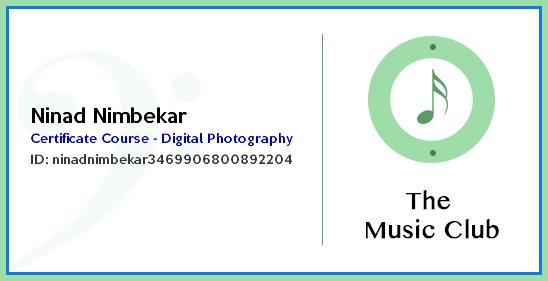 Ninad Nimbekar
Certificate Course - Digital Photography
ID: ninadnimbekar3469906800892204
The
Music Club